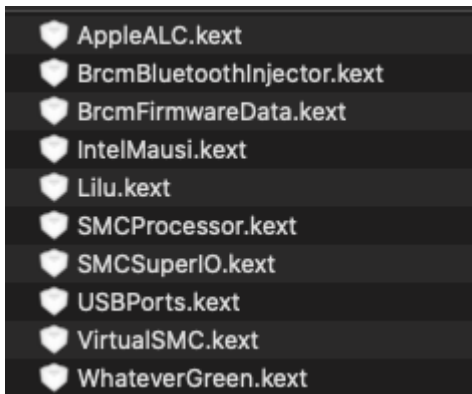 AppleALC.kext
BrcmBluetoothInjector.kext
BrcmFirmwareData.kext
IntelMausi.kext
Lilu.kext
SMCProcessor.kext
SMCSuperIO.kext
USBPorts.kext
VirtualSMC.kext
WhateverGreen.kext